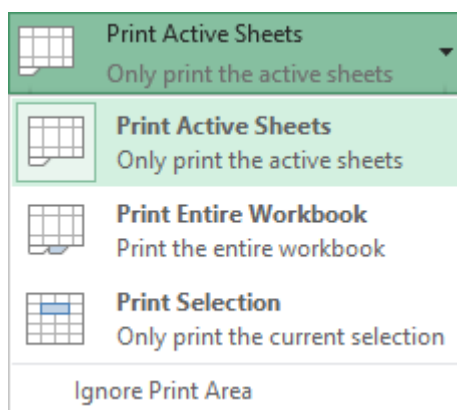 Print Active Sheets
Only print the active sheets
Print Active Sheets
Only print the active sheets
Print Entire Workbook
Print the entire workbook
Print Selection
Only print the current selection
Ignore Print Area